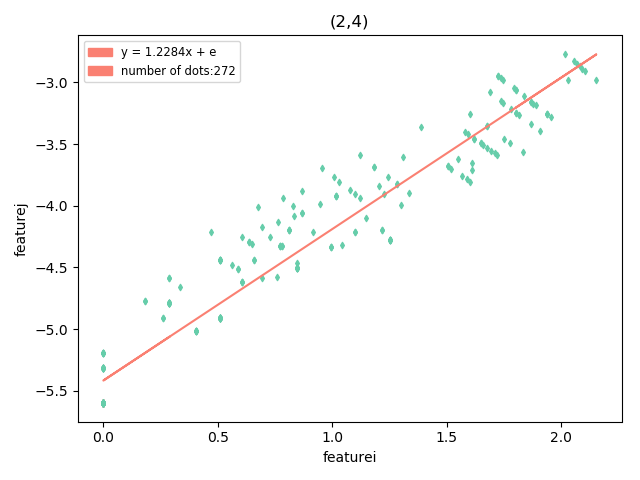 (2,4)
y = 1.2284x + e
number of dots:272
−3.0
−3.5
−4.0
−4.5
−5.0
−5.5
featurej
0.0 0.5 1.0 1.5 2.0
featurei